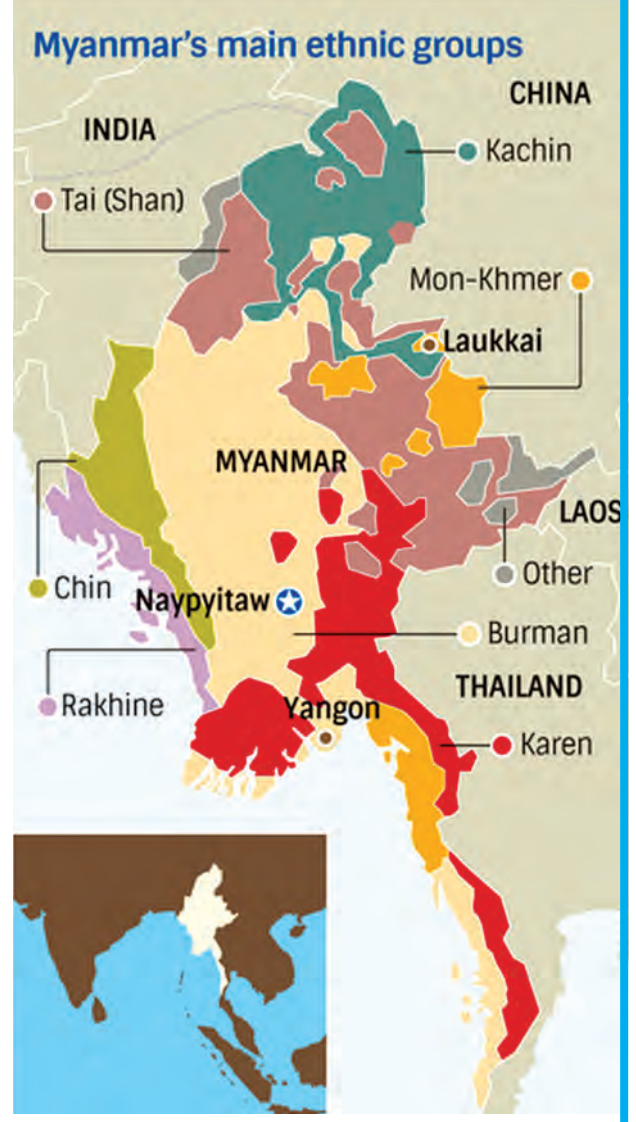 Myanmar's main ethnic groups
CHINA
INDIA
Kachin
Tai (Shan)
Mon-Khmer
Laukkai
MYANMAR
LAOS
Other
Chin
Naypyitaw
Burman
THAILAND
Rakhine
Yangon
Karen